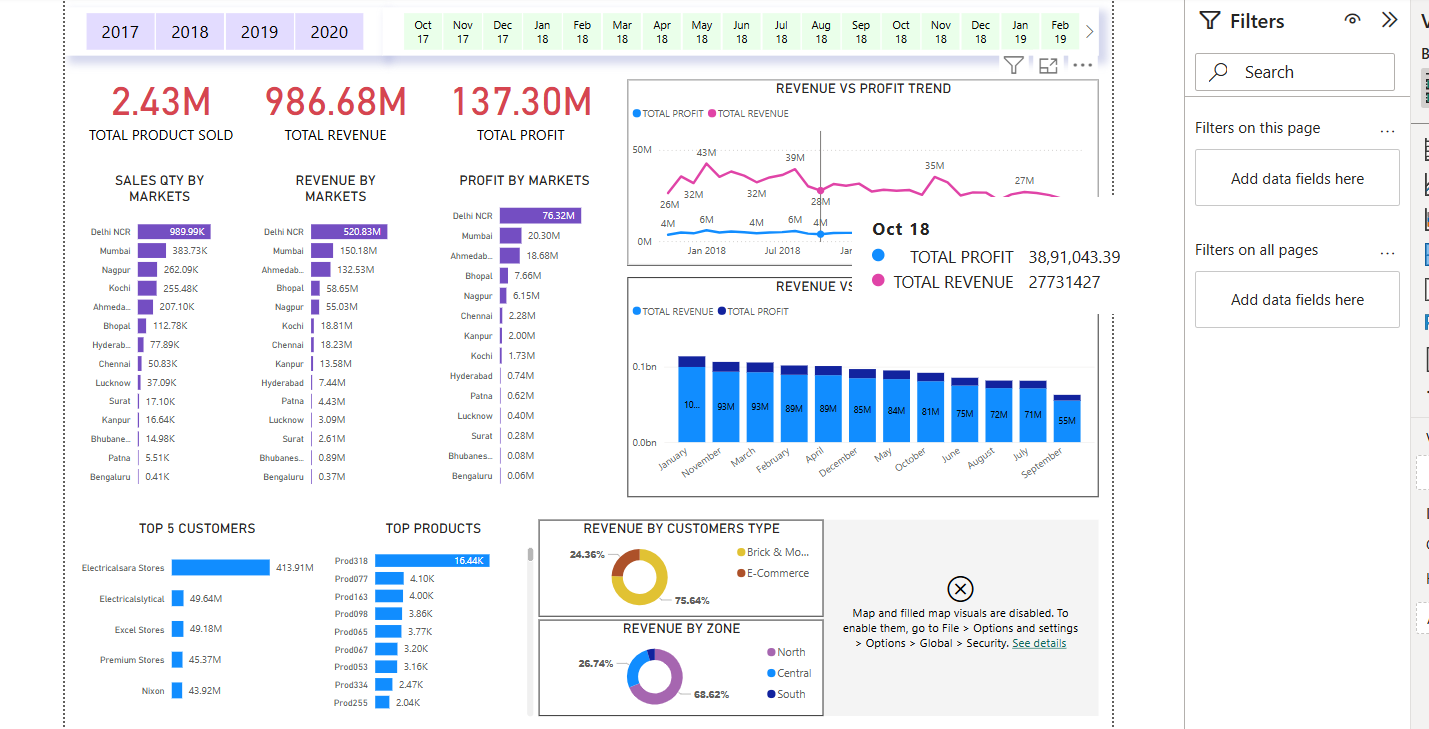 2017 2018 2019 2020
Oct Nov Dec Jan Feb Mar Apr May Jun Jul Aug Sep Oct Nov Dec Jan Feb
17 17 17 18 18 18 18 18 18 18 18 18 18 18 18 19 19
2.43M
TOTAL PRODUCT SOLD
986.68M
TOTAL REVENUE
137.30M
TOTAL PROFIT
SALES QTY BY
MARKETS
Delhi NCR 989.99K
Mumbai 383.73K
Nagpur 262.09K
Kochi 255.48K
Ahmeda... 207.10K
Bhopal 112.78K
Hyderab... 77.89K
Chennai 50.83K
Lucknow 37.09K
Surat 17.10K
Kanpur 16.64K
Bhubane... 14.98K
Patna 5.51K
Bengaluru 0.41K
REVENUE BY
MARKETS
Delhi NCR 520.83M
Mumbai 150.18M
Ahmedab... 132.53M
Bhopal 58.65M
Nagpur 55.03M
Kochi 18.81M
Chennai 18.23M
Kanpur 13.58M
Hyderabad 7.44M
Patna 4.43M
Lucknow 3.09M
Surat 2.61M
Bhubanes... 0.89M
Bengaluru 0.37M
PROFIT BY MARKETS
Delhi NCR 76.32M
Mumbai 20.30M
Ahmedab... 18.68M
Bhopal 7.66M
Nagpur 6.15M
Chennai 2.28M
Kanpur 2.00M
Kochi 1.73M
Hyderabad 0.74M
Patna 0.62M
Lucknow 0.40M
Surat 0.28M
Bhubanes... 0.08M
Bengaluru 0.06M
REVENUE VS PROFIT TREND
TOTAL PROFIT TOTAL REVENUE
50M
43M 39M 35M
26M 32M 32M 28M 27M
4M 6M 4M 6M 4M
0M
Jan 2018 Jul 2018 Jan
Oct 18
TOTAL PROFIT 38,91,043.39
TOTAL REVENUE 27731427
REVENUE VS
TOTAL REVENUE TOTAL PROFIT
0.1bn
10... 93M 93M 89M 89M 85M 84M 81M 75M 72M 71M 55M
0.0bn
January November March February April December May October June August July September
TOP 5 CUSTOMERS
Electricalsara Stores 413.91M
Electricalslytical 49.64M
Excel Stores 49.18M
Premium Stores 45.37M
Nixon 43.92M
TOP PRODUCTS
Prod318 16.44K
Prod077 4.10K
Prod163 4.00K
Prod098 3.86K
Prod065 3.77K
Prod067 3.20K
Prod053 3.16K
Prod334 2.47K
Prod255 2.04K
REVENUE BY CUSTOMERS TYPE
24.36%
75.64%
Brick & Mo...
E-Commerce
REVENUE BY ZONE
26.74%
68.62%
North
Central
South
Map and filled map visuals are disabled. To
enable them, go to File > Options and settings
> Options > Global > Security. See details
Filters
Search
Filters on this page ...
Add data fields here
Filters on all pages ...
Add data fields here